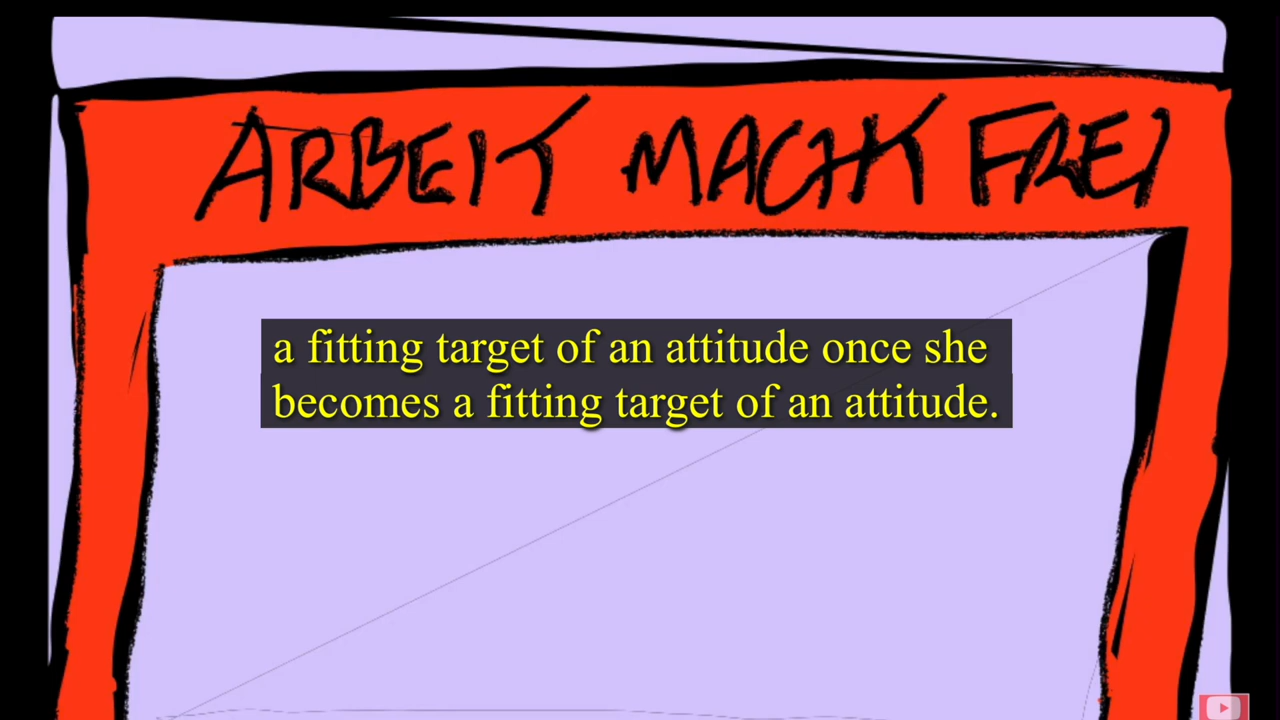 ARBEIT MACHT FREI
a fitting target of an attitude once she
becomes a fitting target of an attitude.